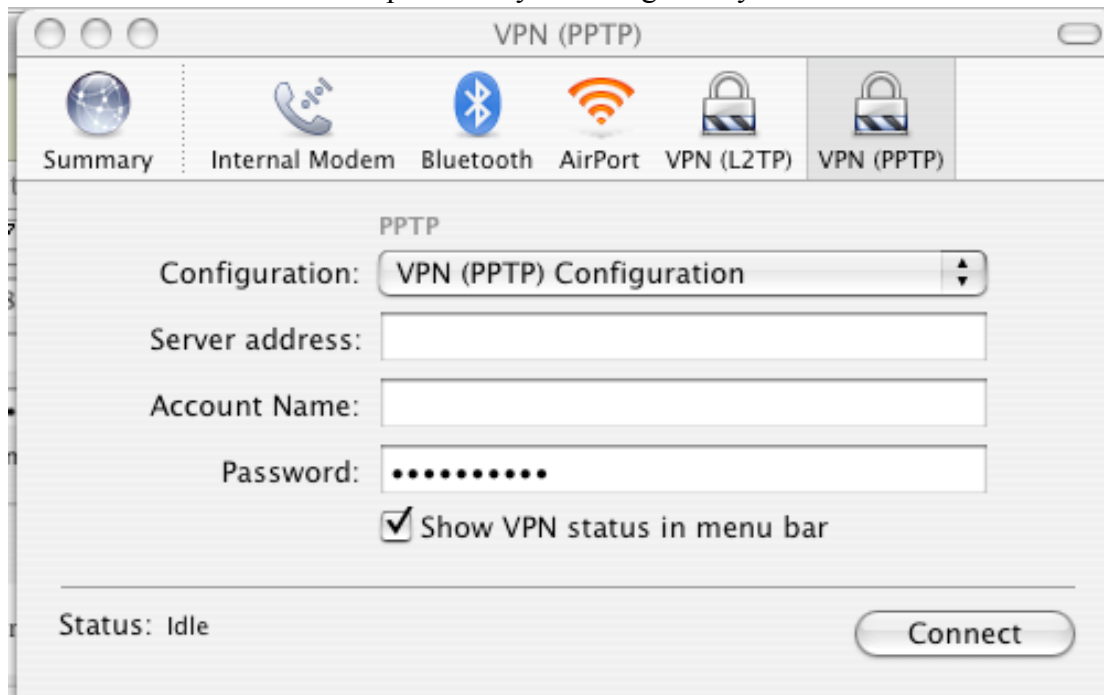 VPN (PPTP)
Summary Internal Modem Bluetooth AirPort VPN (L2TP) VPN (PPTP)
PPTP
Configuration: VPN (PPTP) Configuration
Server address:
Account Name:
Password: ••••••••••
Show VPN status in menu bar
Status: Idle
Connect